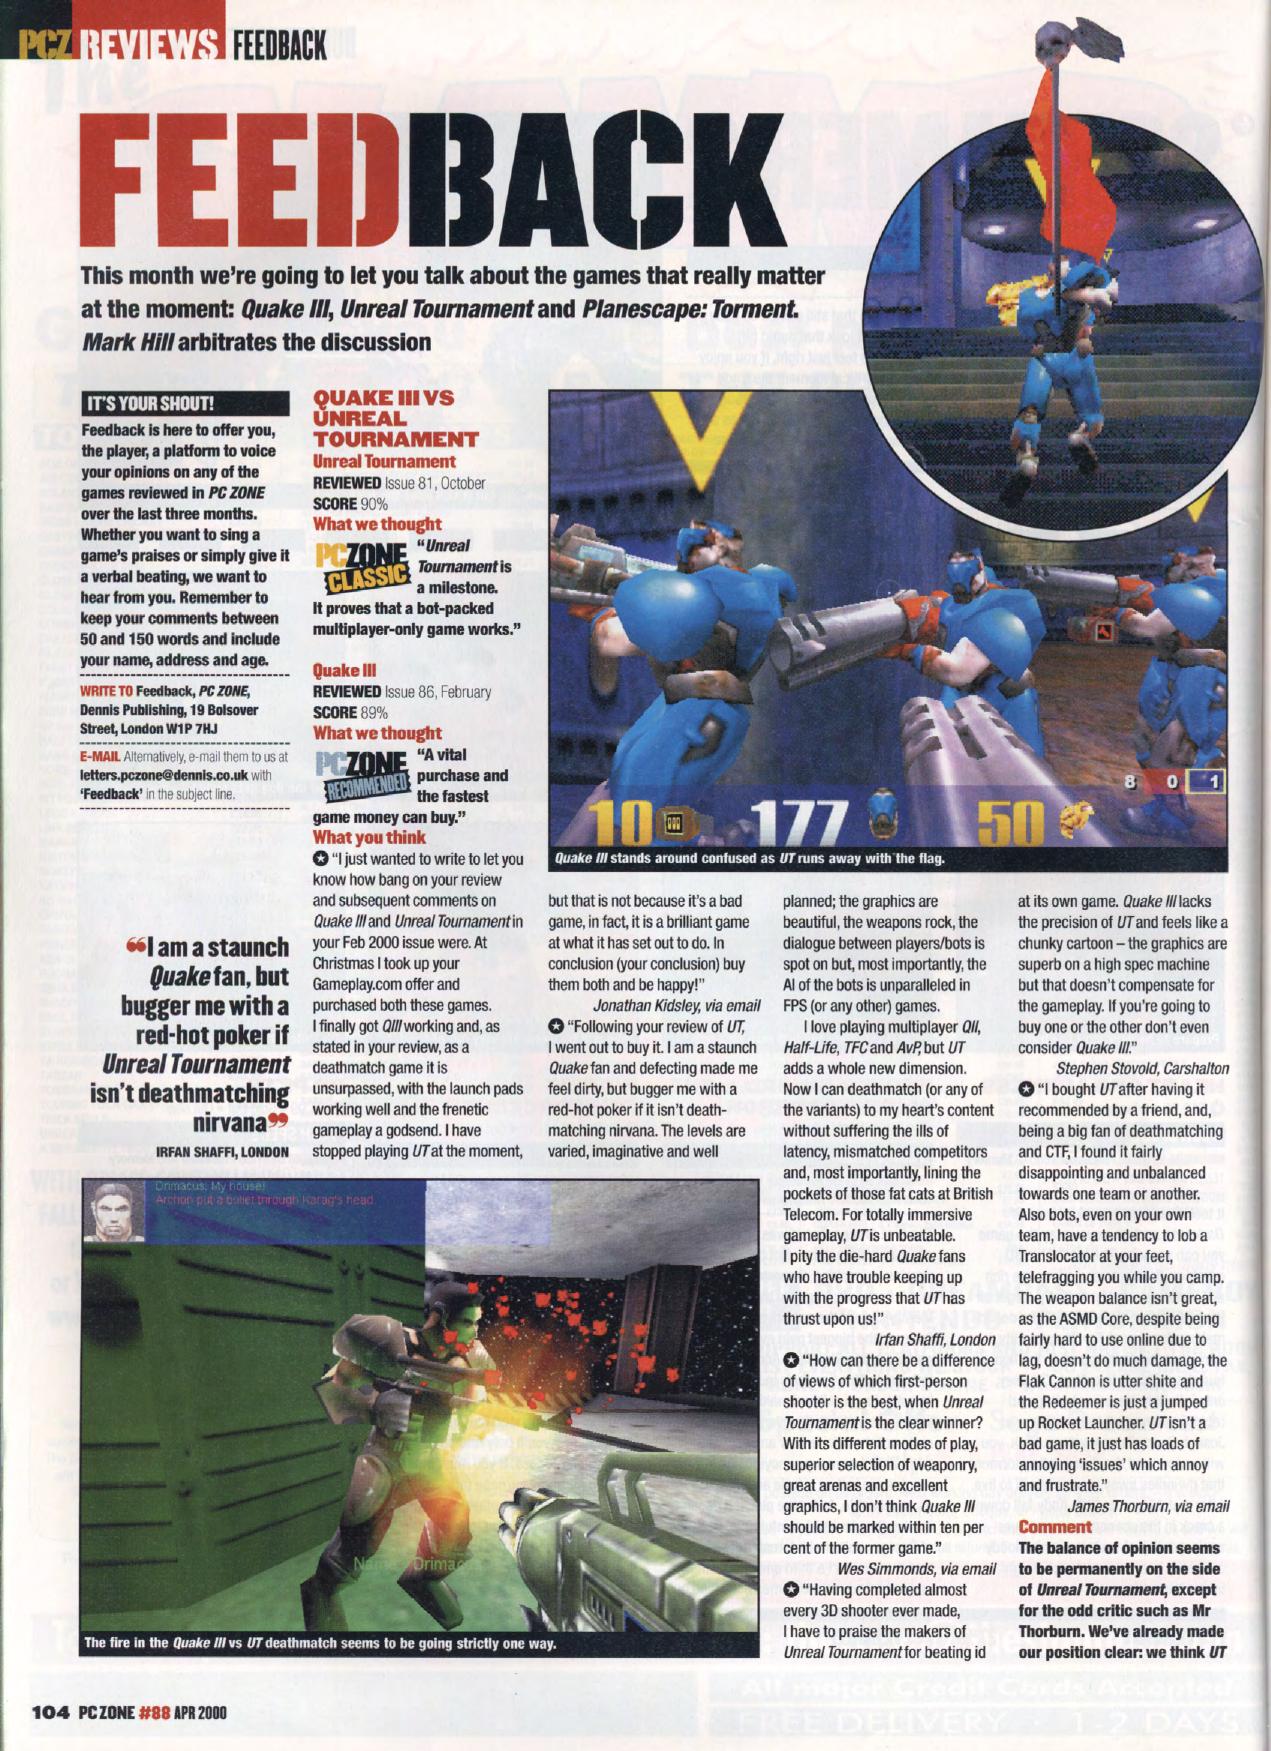 PCZ REVIEWS FEEDBACK
FEEDBACK
This month we're going to let you talk about the games that really matter
at the moment: Quake III, Unreal Tournament and Planescape: Torment.
Mark Hill arbitrates the discussion
IT'S YOUR SHOUT!
Feedback is here to offer you,
the player, a platform to voice
your opinions on any of the
games reviewed in PC ZONE
over the last three months.
Whether you want to sing a
game's praises or simply give it
a verbal beating, we want to
hear from you. Remember to
keep your comments between
50 and 150 words and include
your name, address and age.
WRITE TO Feedback, PC ZONE,
Dennis Publishing, 19 Bolsover
Street, London W1P 7HJ
E-MAIL Alternatively, e-mail them to us at
letters.pczone@dennis.co.uk with
'Feedback' in the subject line.
“I am a staunch
Quake fan, but
bugger me with a
red-hot poker if
Unreal Tournament
isn't deathmatching
nirvana”
IRFAN SHAFFI, LONDON
QUAKE III VS
UNREAL
TOURNAMENT
Unreal Tournament
REVIEWED Issue 81, October
SCORE 90%
What we thought
PCZONE
CLASSIC
“Unreal
Tournament is
a milestone.
It proves that a bot-packed
multiplayer-only game works.”
Quake III
REVIEWED Issue 86, February
SCORE 89%
What we thought
PCZONE
RECOMMENDED
“A vital
purchase and
the fastest
game money can buy.”
What you think
“I just wanted to write to let you
know how bang on your review
and subsequent comments on
Quake III and Unreal Tournament in
your Feb 2000 issue were. At
Christmas I took up your
Gameplay.com offer and
purchased both these games.
I finally got QIII working and, as
stated in your review, as a
deathmatch game it is
unsurpassed, with the launch pads
working well and the frenetic
gameplay a godsend. I have
stopped playing UT at the moment,
8 0 1
10 177 50
Quake III stands around confused as UT runs away with the flag.
but that is not because it's a bad
game, in fact, it is a brilliant game
at what it has set out to do. In
conclusion (your conclusion) buy
them both and be happy!”
Jonathan Kidsley, via email
“Following your review of UT,
I went out to buy it. I am a staunch
Quake fan and defecting made me
feel dirty, but bugger me with a
red-hot poker if it isn't death-
matching nirvana. The levels are
varied, imaginative and well
planned; the graphics are
beautiful, the weapons rock, the
dialogue between players/bots is
spot on but, most importantly, the
AI of the bots is unparalleled in
FPS (or any other) games.
I love playing multiplayer QII,
Half-Life, TFC and AvP, but UT
adds a whole new dimension.
Now I can deathmatch (or any of
the variants) to my heart's content
without suffering the ills of
latency, mismatched competitors
and, most importantly, lining the
pockets of those fat cats at British
Telecom. For totally immersive
gameplay, UT is unbeatable.
I pity the die-hard Quake fans
who have trouble keeping up
with the progress that UT has
thrust upon us!”
Irfan Shaffi, London
“How can there be a difference
of views of which first-person
shooter is the best, when Unreal
Tournament is the clear winner?
With its different modes of play,
superior selection of weaponry,
great arenas and excellent
graphics, I don't think Quake III
should be marked within ten per
cent of the former game.”
Wes Simmonds, via email
“Having completed almost
every 3D shooter ever made,
I have to praise the makers of
Unreal Tournament for beating id
at its own game. Quake III lacks
the precision of UT and feels like a
chunky cartoon – the graphics are
superb on a high spec machine
but that doesn't compensate for
the gameplay. If you're going to
buy one or the other don't even
consider Quake III.”
Stephen Stovold, Carshalton
“I bought UT after having it
recommended by a friend, and,
being a big fan of deathmatching
and CTF, I found it fairly
disappointing and unbalanced
towards one team or another.
Also bots, even on your own
team, have a tendency to lob a
Translocator at your feet,
telefragging you while you camp.
The weapon balance isn't great,
as the ASMD Core, despite being
fairly hard to use online due to
lag, doesn't do much damage, the
Flak Cannon is utter shite and
the Redeemer is just a jumped
up Rocket Launcher. UT isn't a
bad game, it just has loads of
annoying 'issues' which annoy
and frustrate.”
James Thorburn, via email
Comment
The balance of opinion seems
to be permanently on the side
of Unreal Tournament, except
for the odd critic such as Mr
Thorburn. We've already made
our position clear: we think UT
Drimacus: My house!
Archon put a bullet through Karag's head.
The fire in the Quake III vs UT deathmatch seems to be going strictly one way.
104 PC ZONE #88 APR 2000